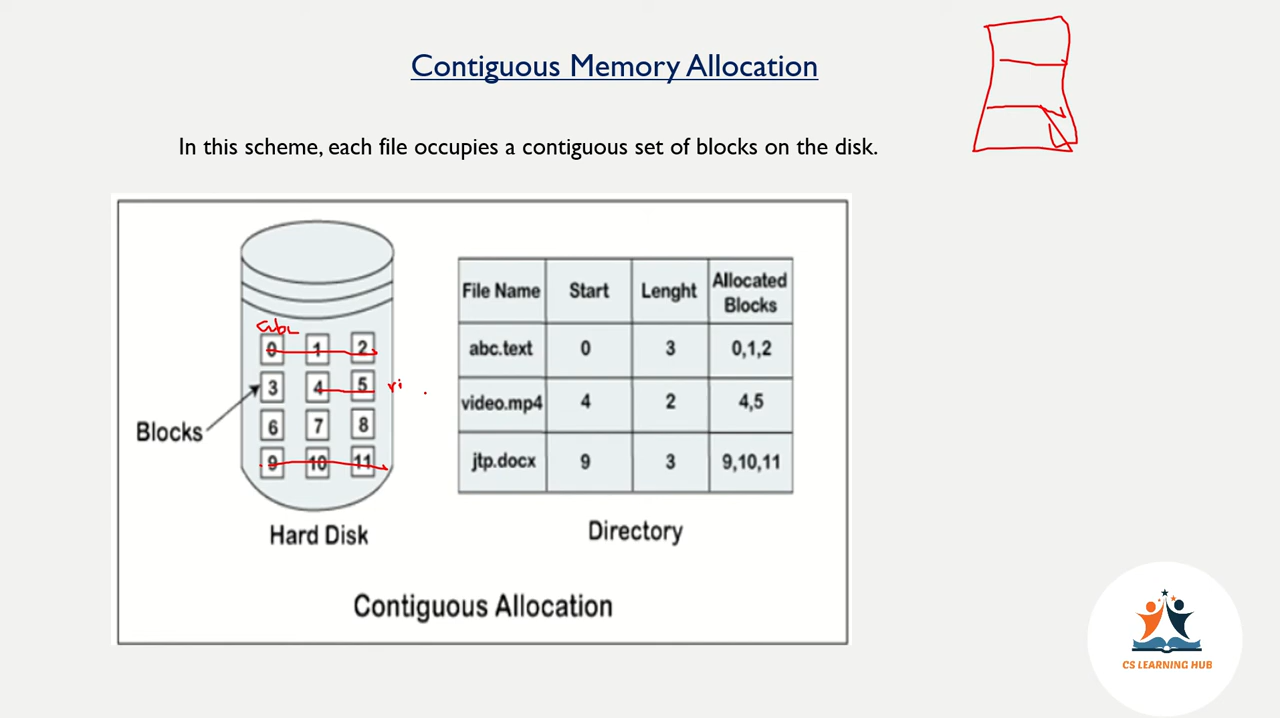 Contiguous Memory Allocation
In this scheme, each file occupies a contiguous set of blocks on the disk.
abc
0 1 2
3 4 5 vi
6 7 8
9 10 11
Blocks
Hard Disk
File Name Start Lenght Allocated Blocks
abc.text 0 3 0,1,2
video.mp4 4 2 4,5
jtp.docx 9 3 9,10,11
Directory
Contiguous Allocation
CS LEARNING HUB